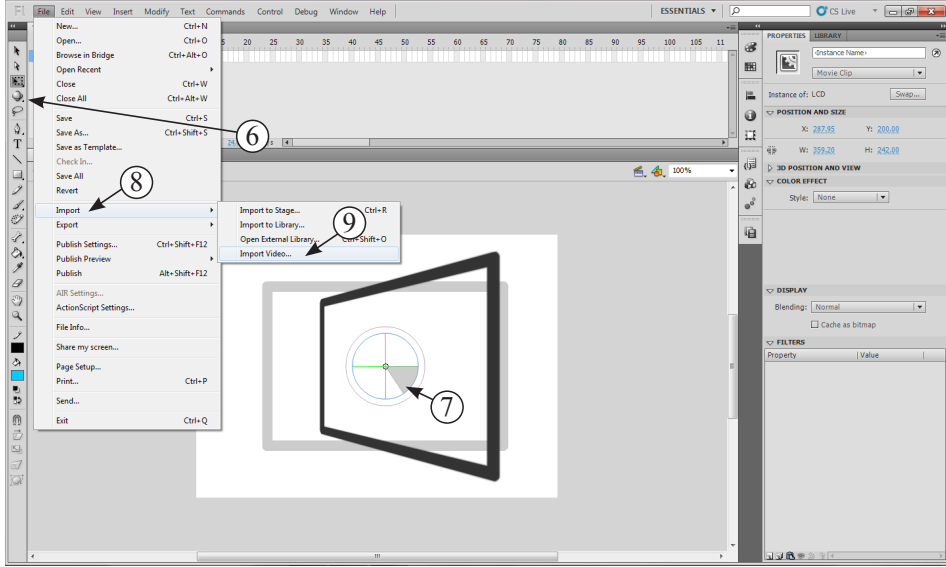 Fl File Edit View Insert Modify Text Commands Control Debug Window Help ESSENTIALS CS Live
New... Ctrl+N
Open... Ctrl+O
Browse in Bridge Ctrl+Alt+O
Open Recent
Close Ctrl+W
Close All Ctrl+Alt+W
Save Ctrl+S
Save As... Ctrl+Shift+S
Save as Template...
Check In...
Save All
Revert
Import
Export
Publish Settings... Ctrl+Shift+F12
Publish Preview
Publish Alt+Shift+F12
AIR Settings...
ActionScript Settings...
File Info...
Share my screen...
Page Setup...
Print... Ctrl+P
Send...
Exit Ctrl+Q
Import to Stage... Ctrl+R
Import to Library...
Open External Library... Ctrl+Shift+O
Import Video...
5 20 25 30 35 40 45 50 55 60 65 70 75 80 85 90 95 100 105 11
100%
6
8
9
7
PROPERTIES LIBRARY
<Instance Name>
Movie Clip
Instance of: LCD Swap...
POSITION AND SIZE
X: 287.95 Y: 200.00
W: 359.20 H: 242.00
3D POSITION AND VIEW
COLOR EFFECT
Style: None
DISPLAY
Blending: Normal
Cache as bitmap
FILTERS
Property Value